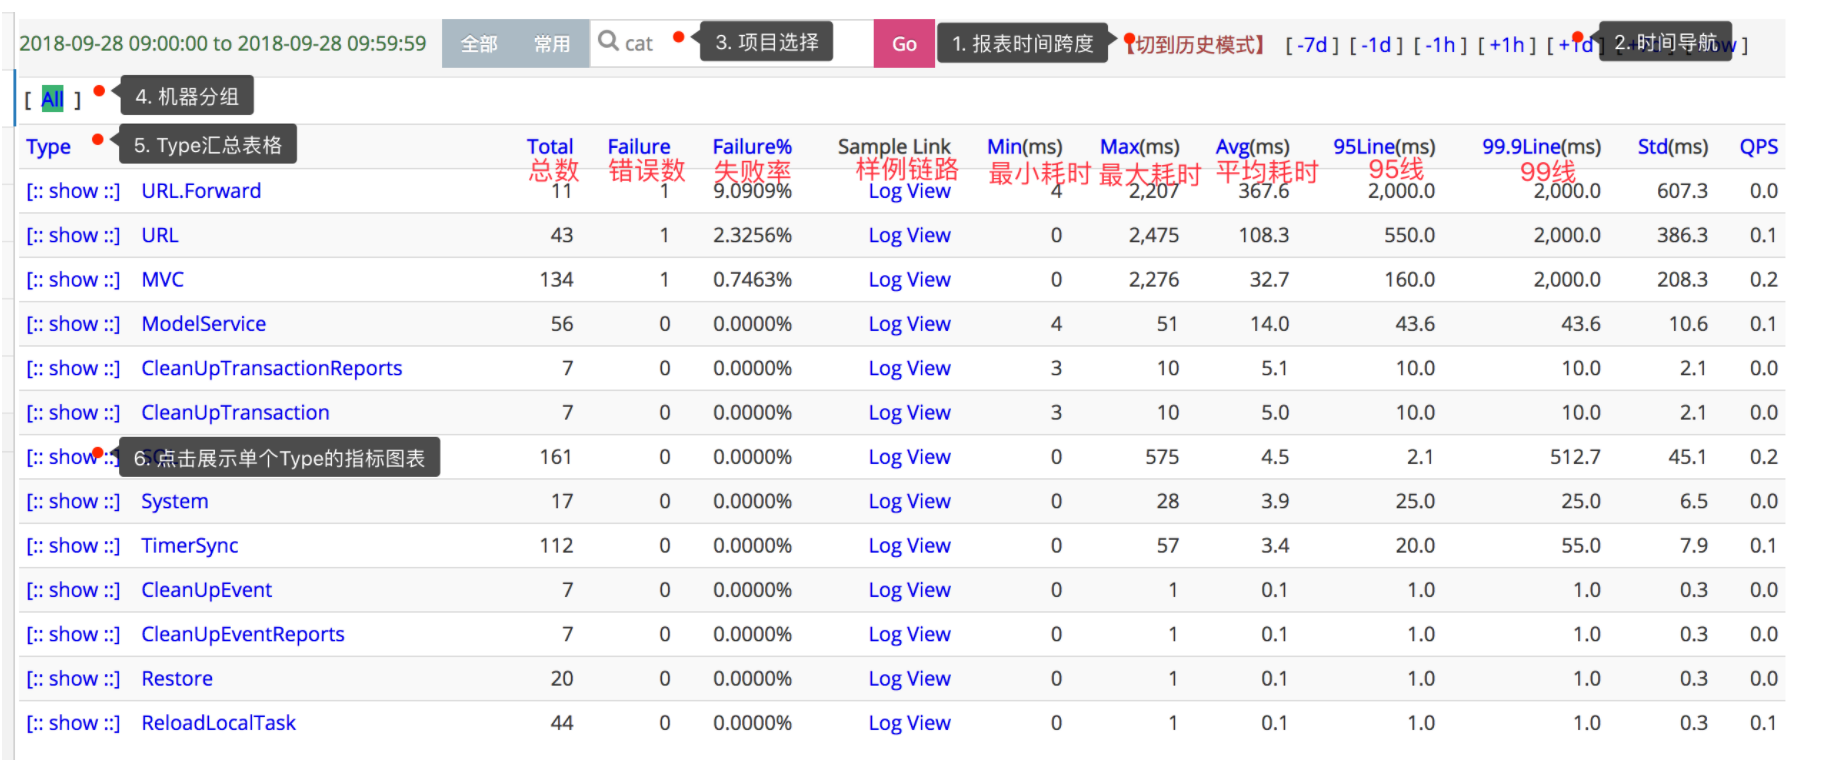 2018-09-28 09:00:00 to 2018-09-28 09:59:59 全部 常用 cat 3. 项目选择 Go 1. 报表时间跨度 【切到历史模式】 [ -7d ] [ -1d ] [ -1h ] [ +1h ] [ +1d ] 2. 时间导航 ]
[ All ] 4. 机器分组
Type 5. Type汇总表格 Total Failure Failure% Sample Link Min(ms) Max(ms) Avg(ms) 95Line(ms) 99.9Line(ms) Std(ms) QPS
总数 错误数 失败率 样例链路 最小耗时 最大耗时 平均耗时 95线 99线
[:: show ::] URL.Forward 11 1 9.0909% Log View 4 2,207 367.6 2,000.0 2,000.0 607.3 0.0
[:: show ::] URL 43 1 2.3256% Log View 0 2,475 108.3 550.0 2,000.0 386.3 0.1
[:: show ::] MVC 134 1 0.7463% Log View 0 2,276 32.7 160.0 2,000.0 208.3 0.2
[:: show ::] ModelService 56 0 0.0000% Log View 4 51 14.0 43.6 43.6 10.6 0.1
[:: show ::] CleanUpTransactionReports 7 0 0.0000% Log View 3 10 5.1 10.0 10.0 2.1 0.0
[:: show ::] CleanUpTransaction 7 0 0.0000% Log View 3 10 5.0 10.0 10.0 2.1 0.0
[:: show ::] 6. 点击展示单个Type的指标图表 161 0 0.0000% Log View 0 575 4.5 2.1 512.7 45.1 0.2
[:: show ::] System 17 0 0.0000% Log View 0 28 3.9 25.0 25.0 6.5 0.0
[:: show ::] TimerSync 112 0 0.0000% Log View 0 57 3.4 20.0 55.0 7.9 0.1
[:: show ::] CleanUpEvent 7 0 0.0000% Log View 0 1 0.1 1.0 1.0 0.3 0.0
[:: show ::] CleanUpEventReports 7 0 0.0000% Log View 0 1 0.1 1.0 1.0 0.3 0.0
[:: show ::] Restore 20 0 0.0000% Log View 0 1 0.1 1.0 1.0 0.3 0.0
[:: show ::] ReloadLocalTask 44 0 0.0000% Log View 0 1 0.1 1.0 1.0 0.3 0.1